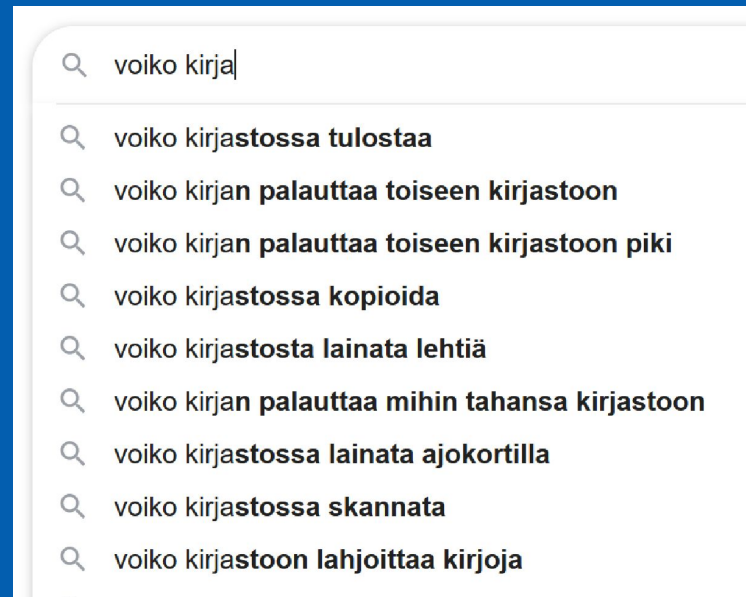 voiko kirja
voiko kirjastossa tulostaa
voiko kirjan palauttaa toiseen kirjastoon
voiko kirjan palauttaa toiseen kirjastoon piki
voiko kirjastossa kopioida
voiko kirjastosta lainata lehtiä
voiko kirjan palauttaa mihin tahansa kirjastoon
voiko kirjastossa lainata ajokortilla
voiko kirjastossa skannata
voiko kirjastoon lahjoittaa kirjoja